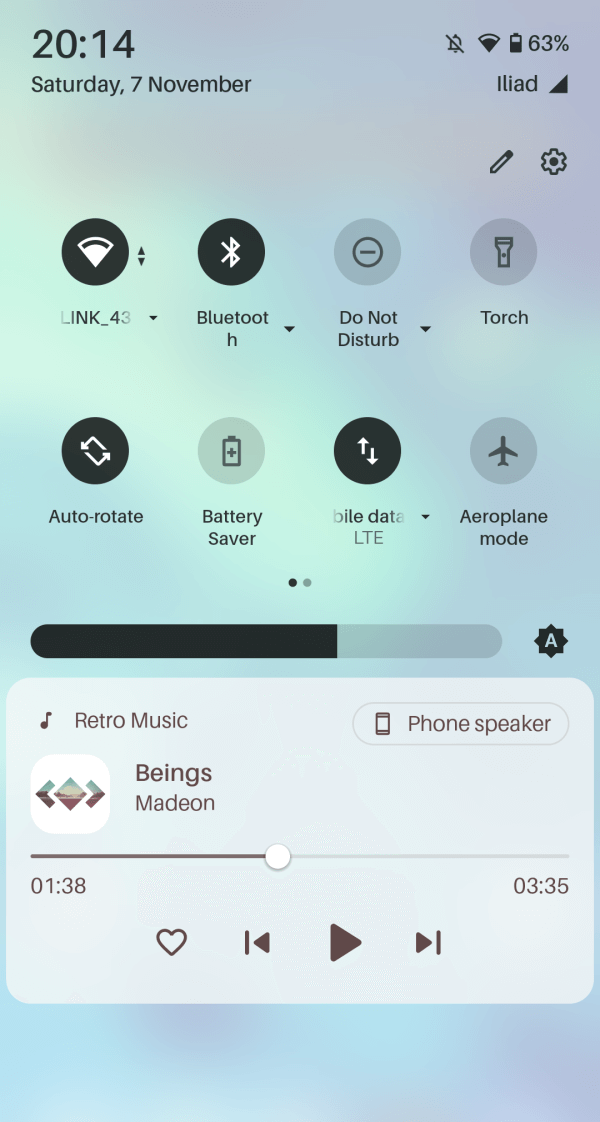 20:14
63%
Saturday, 7 November
Iliad
LINK_43
Bluetoot
h
Do Not
Disturb
Torch
Auto-rotate
Battery
Saver
bile data
LTE
Aeroplane
mode
A
Retro Music
Phone speaker
Beings
Madeon
01:38
03:35